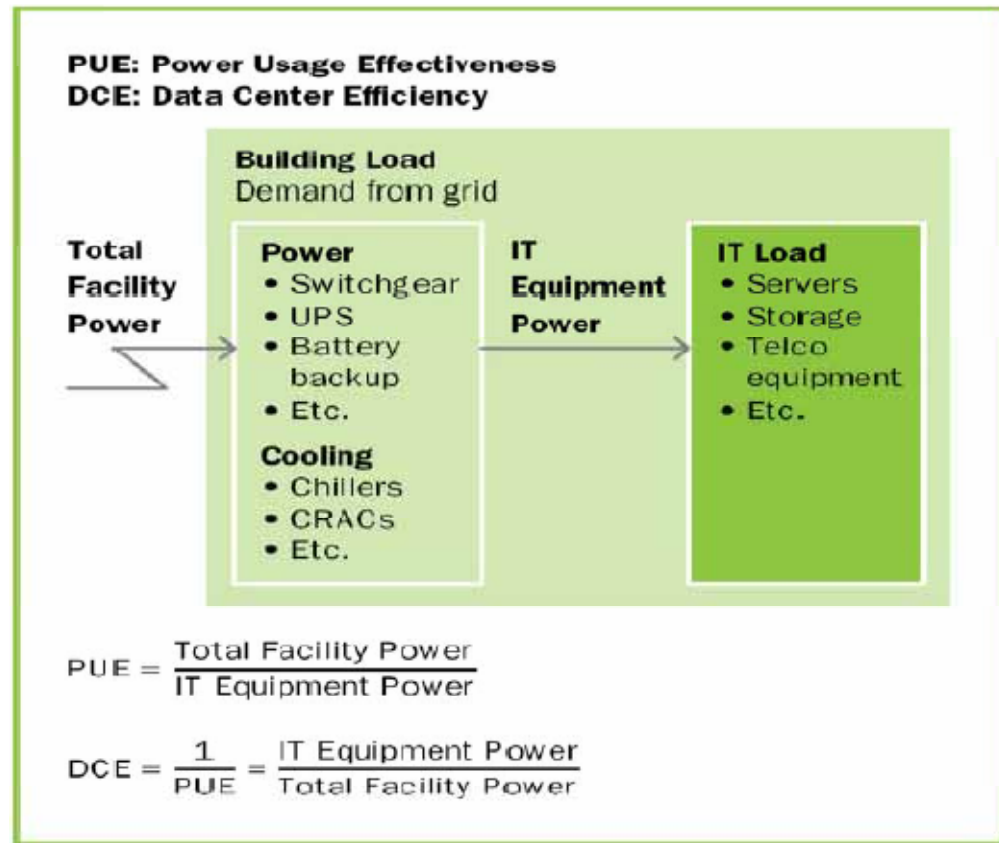 PUE: Power Usage Effectiveness
DCE: Data Center Efficiency
Building Load
Demand from grid
Total
Facility
Power
Power
• Switchgear
• UPS
• Battery
backup
• Etc.
Cooling
• Chillers
• CRACs
• Etc.
IT
Equipment
Power
IT Load
• Servers
• Storage
• Telco
equipment
• Etc.
PUE = Total Facility Power / IT Equipment Power
DCE = 1 / PUE = IT Equipment Power / Total Facility Power